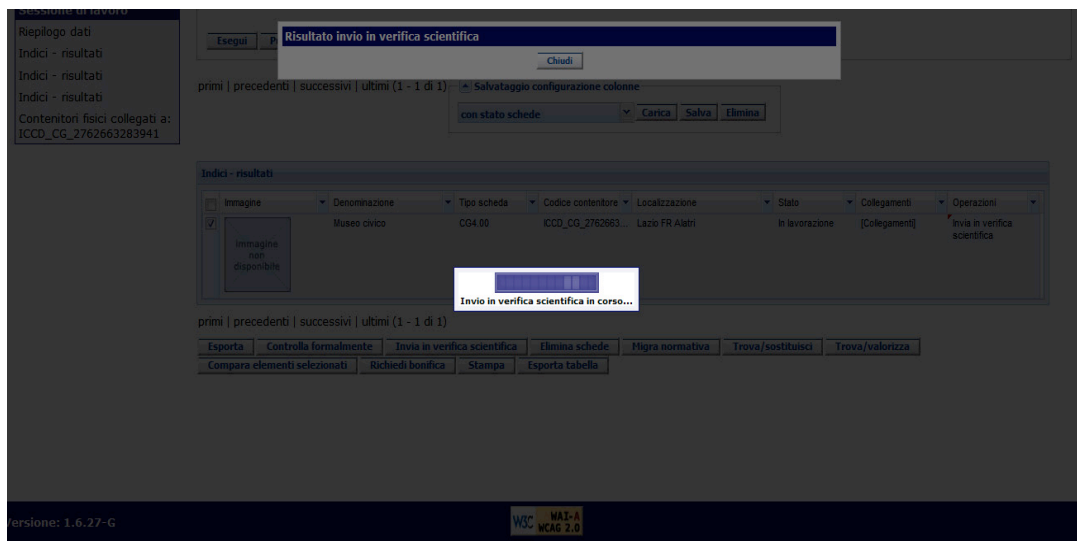 Sessione di lavoro
Riepilogo dati
Indici - risultati
Indici - risultati
Indici - risultati
Contenitori fisici collegati a:
ICCD_CG_2762663283941
Risultato invio in verifica scientifica
Chiudi
Esegui
primi | precedenti | successivi | ultimi (1 - 1 di 1)
Salvataggio configurazione colonne
con stato schede Carica Salva Elimina
Indici - risultati
Immagine Denominazione Tipo scheda Codice contenitore Localizzazione Stato Collegamenti Operazioni
Immagine non disponibile Museo civico CG4.00 ICCD_CG_2762663... Lazio FR Alatri In lavorazione [Collegamenti] Invia in verifica
scientifica
Invio in verifica scientifica in corso...
primi | precedenti | successivi | ultimi (1 - 1 di 1)
Esporta Controlla formalmente Invia in verifica scientifica Elimina schede Migra normativa Trova/sostituisci Trova/valorizza
Compara elementi selezionati Richiedi bonifica Stampa Esporta tabella
Versione: 1.6.27-G
W3C WAI-A
WCAG 2.0